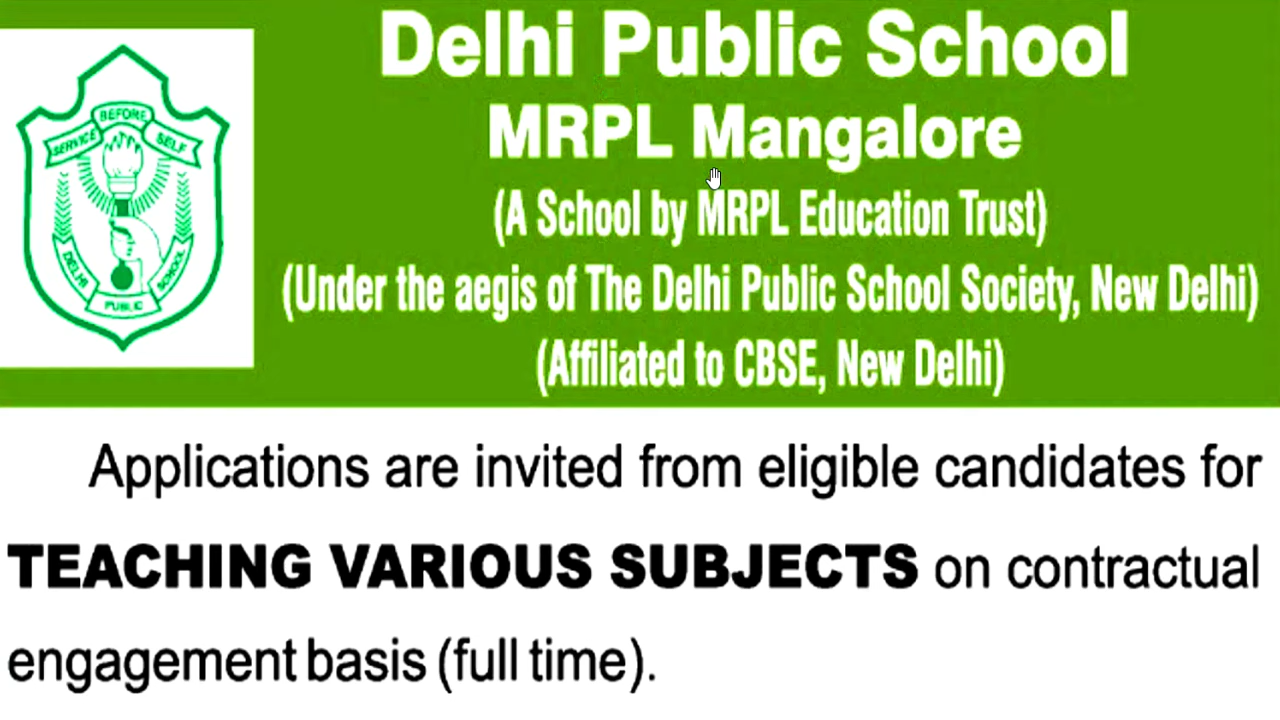 Delhi Public School
MRPL Mangalore
(A School by MRPL Education Trust)
(Under the aegis of The Delhi Public School Society, New Delhi)
(Affiliated to CBSE, New Delhi)
SERVICE BEFORE SELF
DELHI PUBLIC SCHOOL
Applications are invited from eligible candidates for
TEACHING VARIOUS SUBJECTS on contractual
engagement basis (full time).